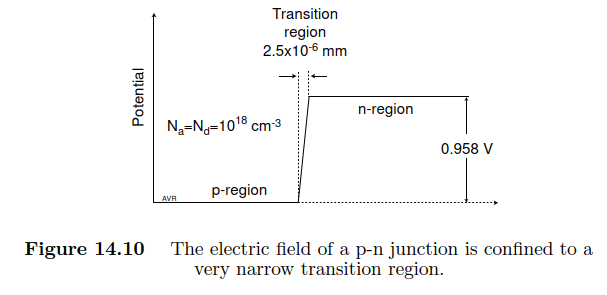 Transition
region
2.5x10⁻⁶ mm
Potential
n-region
Nₐ=N_d=10¹⁸ cm⁻³
0.958 V
p-region
AVR
Figure 14.10 The electric field of a p-n junction is confined to a
very narrow transition region.